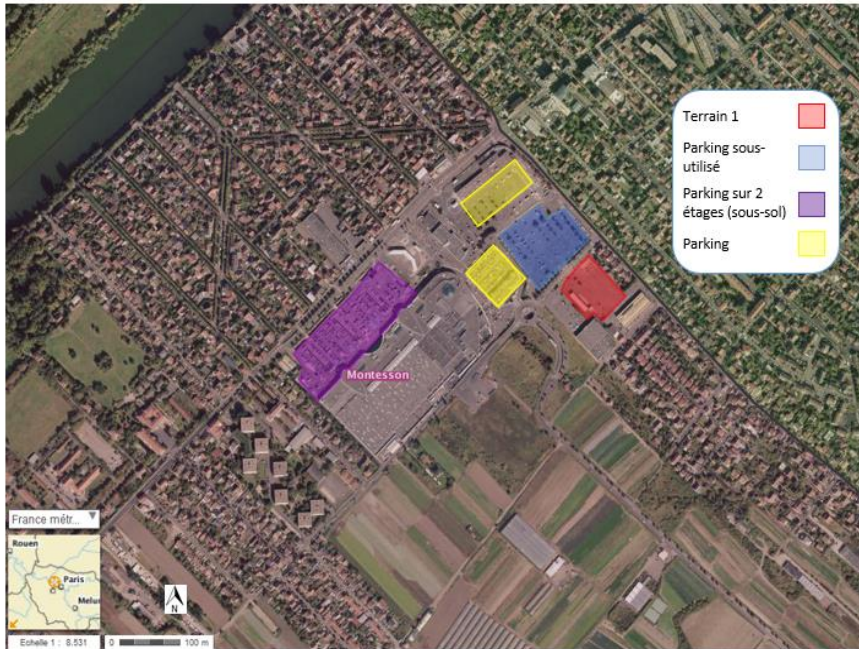 Terrain 1
Parking sous-
utilisé
Parking sur 2
étages (sous-sol)
Parking
Montesson
France métr...
Rouen
Paris
Melun
N
Echelle 1 : 8.531
0 100 m